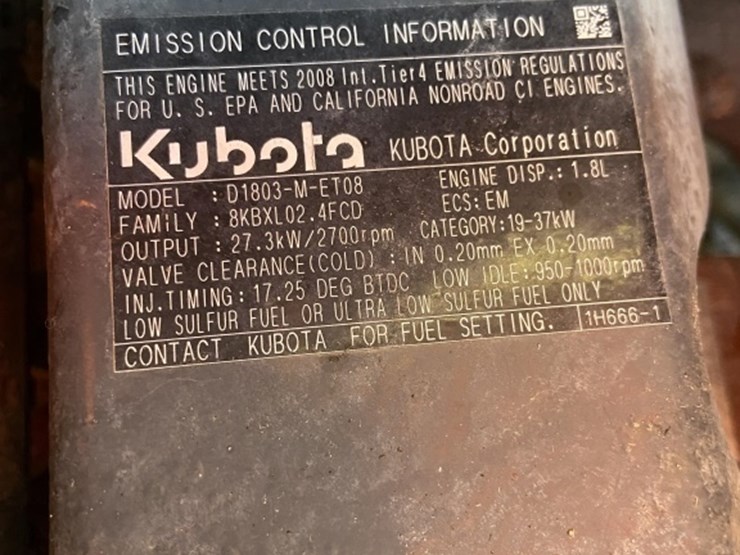 EMISSION CONTROL INFORMATION
THIS ENGINE MEETS 2008 Int.Tier4 EMISSION REGULATIONS
FOR U. S. EPA AND CALIFORNIA NONROAD CI ENGINES.
Kubota KUBOTA Corporation
MODEL : D1803-M-ET08 ENGINE DISP.: 1.8L
FAMILY : 8KBXL02.4FCD ECS: EM
OUTPUT : 27.3kW/2700rpm CATEGORY:19-37kW
VALVE CLEARANCE(COLD) : IN 0.20mm EX 0.20mm
INJ.TIMING: 17.25 DEG BTDC LOW IDLE:950-1000rpm
LOW SULFUR FUEL OR ULTRA LOW SULFUR FUEL ONLY
CONTACT KUBOTA FOR FUEL SETTING. 1H666-1